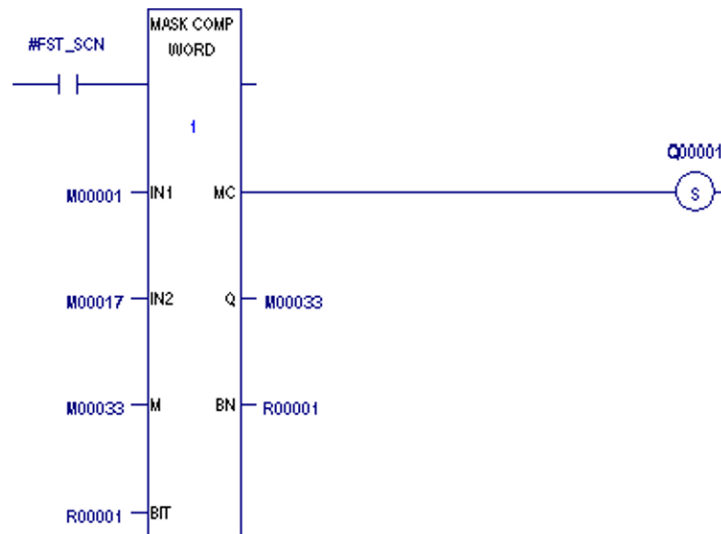 MASK COMP
#FST_SCN
WORD
1
Q00001
M00001 IN1 MC S
M00017 IN2 Q M00033
M00033 M BN R00001
R00001 BIT